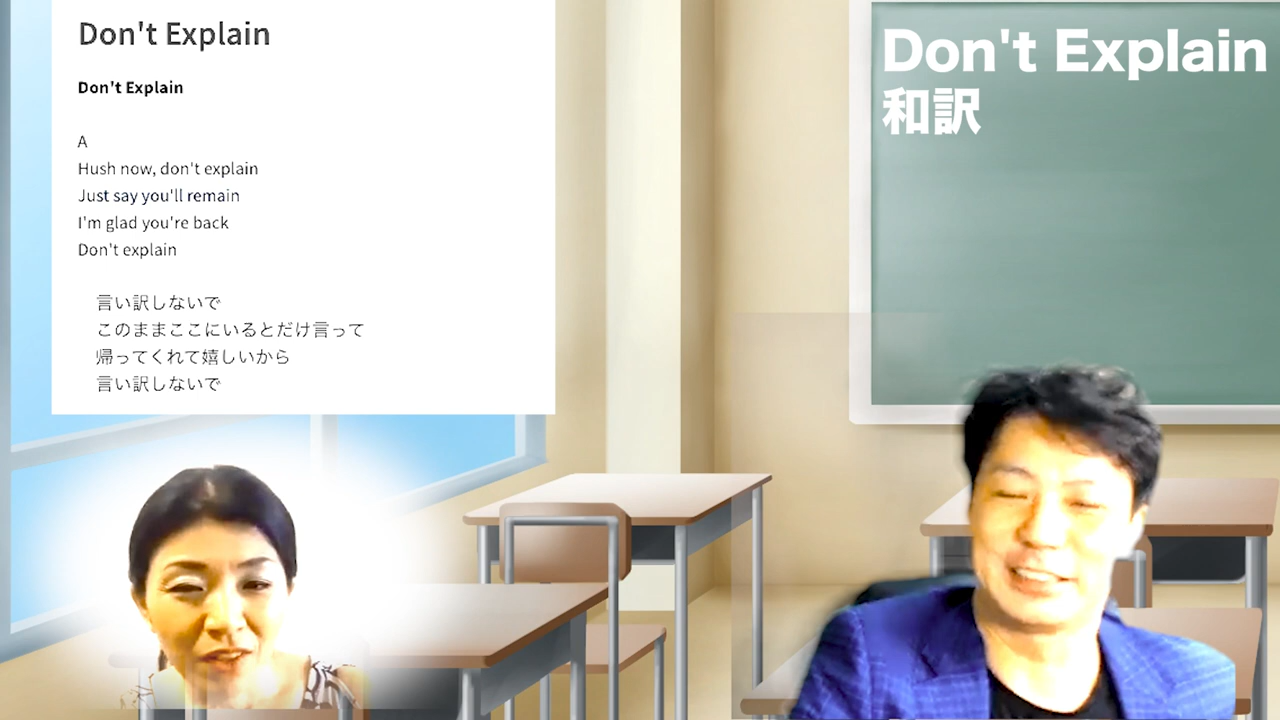 Don't Explain
Don't Explain
A
Hush now, don't explain
Just say you'll remain
I'm glad you're back
Don't explain
言い訳しないで
このままここにいるとだけ言って
帰ってくれて嬉しいから
言い訳しないで
Don't Explain
和訳